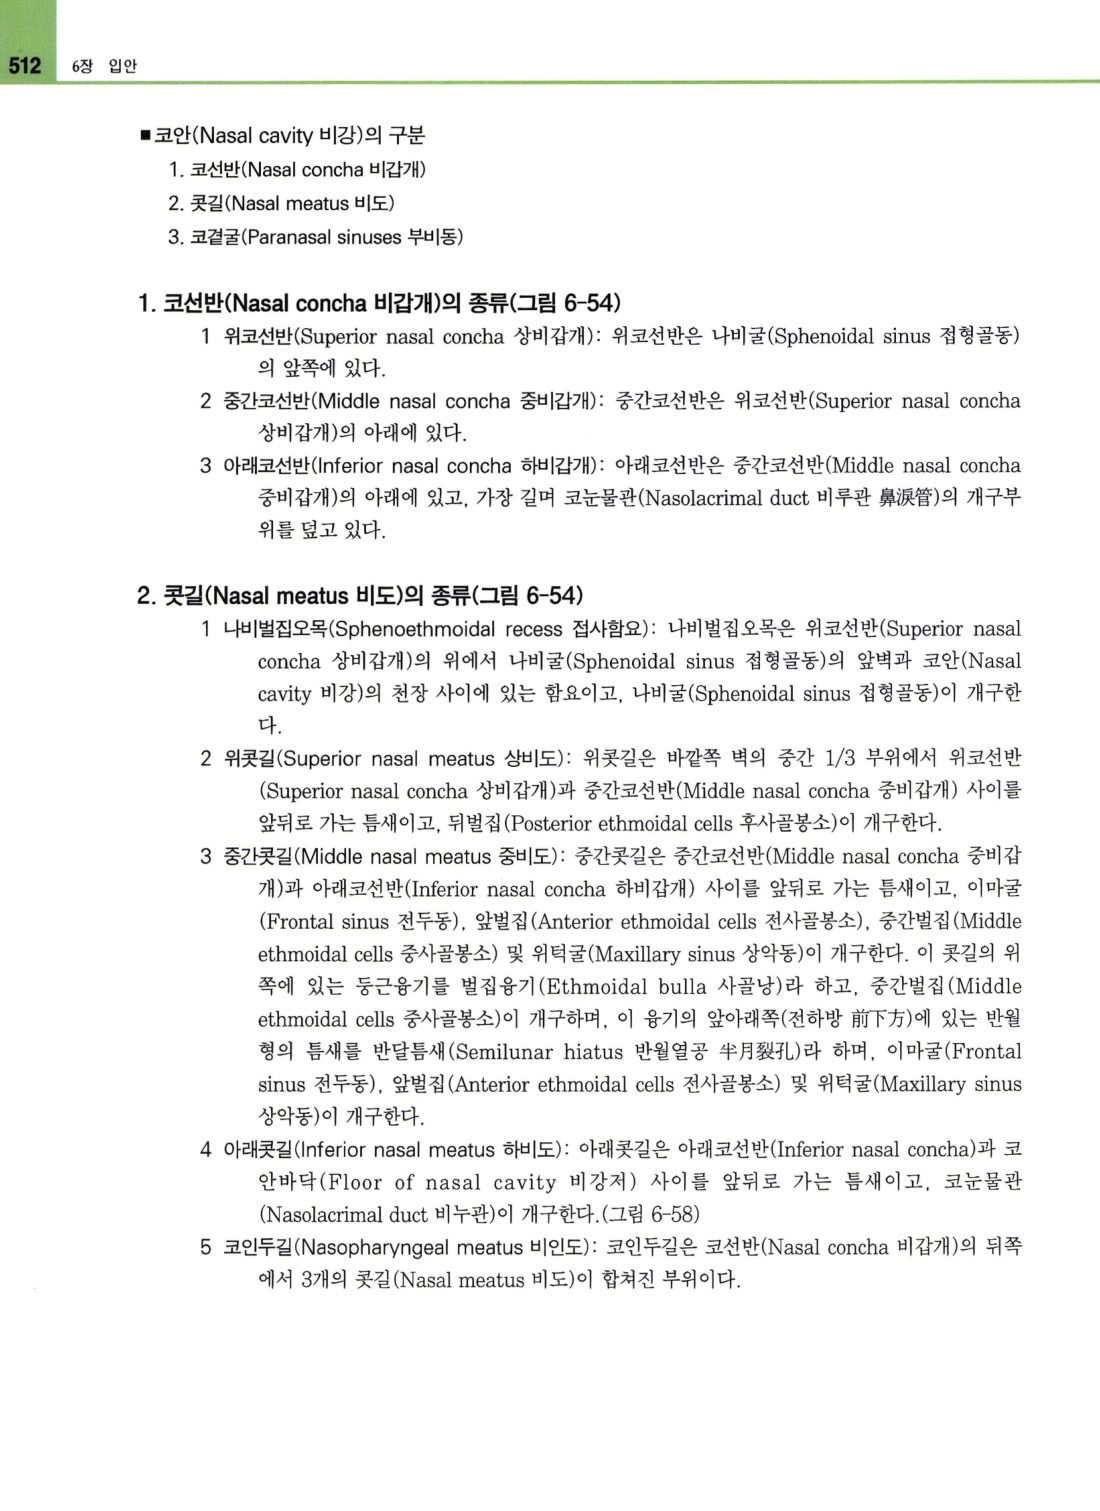 512 6장 입안
■ 코안(Nasal cavity 비강)의 구분
1. 코선반(Nasal concha 비갑개)
2. 콧길(Nasal meatus 비도)
3. 코곁굴(Paranasal sinuses 부비동)
1. 코선반(Nasal concha 비갑개)의 종류(그림 6-54)
1 위코선반(Superior nasal concha 상비갑개): 위코선반은 나비굴(Sphenoidal sinus 접형골동)
의 앞쪽에 있다.
2 중간코선반(Middle nasal concha 중비갑개): 중간코선반은 위코선반(Superior nasal concha
상비갑개)의 아래에 있다.
3 아래코선반(Inferior nasal concha 하비갑개): 아래코선반은 중간코선반(Middle nasal concha
중비갑개)의 아래에 있고, 가장 길며 코눈물관(Nasolacrimal duct 비루관 鼻淚管)의 개구부
위를 덮고 있다.
2. 콧길(Nasal meatus 비도)의 종류(그림 6-54)
1 나비벌집오목(Sphenoethmoidal recess 접사함요): 나비벌집오목은 위코선반(Superior nasal
concha 상비갑개)의 위에서 나비굴(Sphenoidal sinus 접형골동)의 앞벽과 코안(Nasal
cavity 비강)의 천장 사이에 있는 함요이고, 나비굴(Sphenoidal sinus 접형골동)이 개구한
다.
2 위콧길(Superior nasal meatus 상비도): 위콧길은 바깥쪽 벽의 중간 1/3 부위에서 위코선반
(Superior nasal concha 상비갑개)과 중간코선반(Middle nasal concha 중비갑개) 사이를
앞뒤로 가는 틈새이고, 뒤벌집(Posterior ethmoidal cells 후사골봉소)이 개구한다.
3 중간콧길(Middle nasal meatus 중비도): 중간콧길은 중간코선반(Middle nasal concha 중비갑
개)과 아래코선반(Inferior nasal concha 하비갑개) 사이를 앞뒤로 가는 틈새이고, 이마굴
(Frontal sinus 전두동), 앞벌집(Anterior ethmoidal cells 전사골봉소), 중간벌집(Middle
ethmoidal cells 중사골봉소) 및 위턱굴(Maxillary sinus 상악동)이 개구한다. 이 콧길의 위
쪽에 있는 둥근융기를 벌집융기(Ethmoidal bulla 사골낭)라 하고, 중간벌집(Middle
ethmoidal cells 중사골봉소)이 개구하며, 이 융기의 앞아래쪽(전하방 前下方)에 있는 반월
형의 틈새를 반달틈새(Semilunar hiatus 반월열공 半月裂孔)라 하며, 이마굴(Frontal
sinus 전두동), 앞벌집(Anterior ethmoidal cells 전사골봉소) 및 위턱굴(Maxillary sinus
상악동)이 개구한다.
4 아래콧길(Inferior nasal meatus 하비도): 아래콧길은 아래코선반(Inferior nasal concha)과 코
안바닥(Floor of nasal cavity 비강저) 사이를 앞뒤로 가는 틈새이고, 코눈물관
(Nasolacrimal duct 비누관)이 개구한다.(그림 6-58)
5 코인두길(Nasopharyngeal meatus 비인도): 코인두길은 코선반(Nasal concha 비갑개)의 뒤쪽
에서 3개의 콧길(Nasal meatus 비도)이 합쳐진 부위이다.